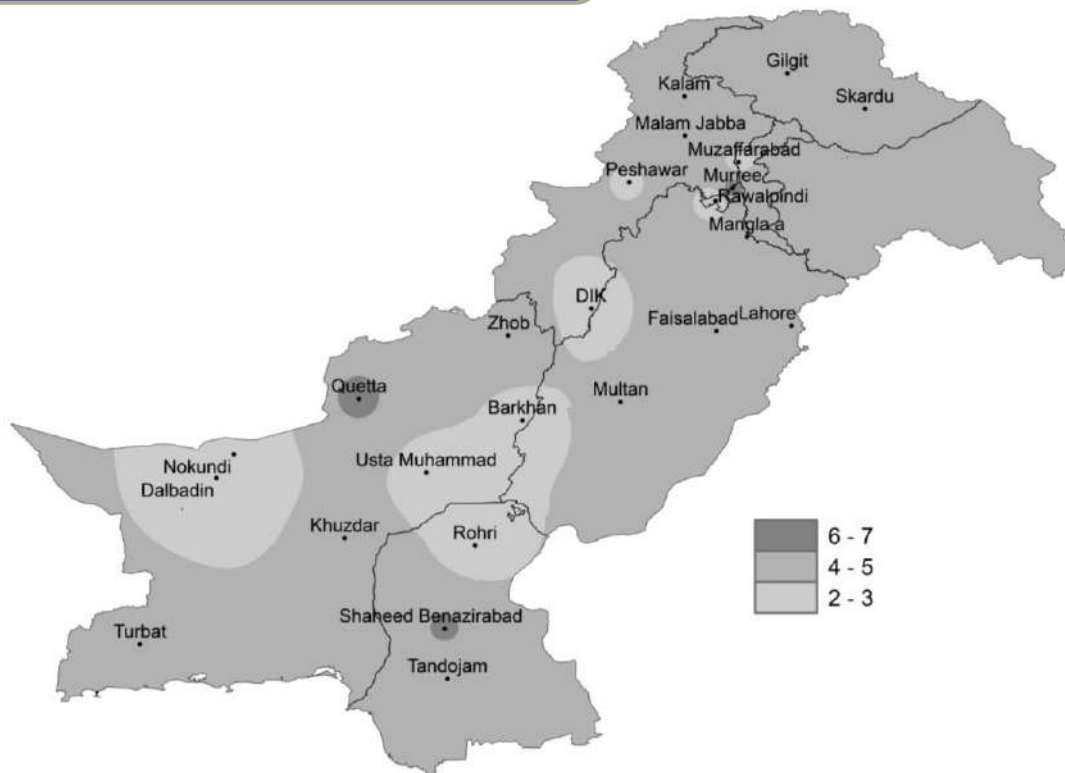 Gilgit
Kalam
Skardu
Malam Jabba
Muzaffarabad
Peshawar
Murree
Rawalpindi
Mangla a
DIK
Zhob
Faisalabad
Lahore
Quetta
Multan
Barkhan
Nokundi
Usta Muhammad
Dalbadin
Khuzdar
Rohri
6 - 7
4 - 5
2 - 3
Shaheed Benazirabad
Turbat
Tandojam